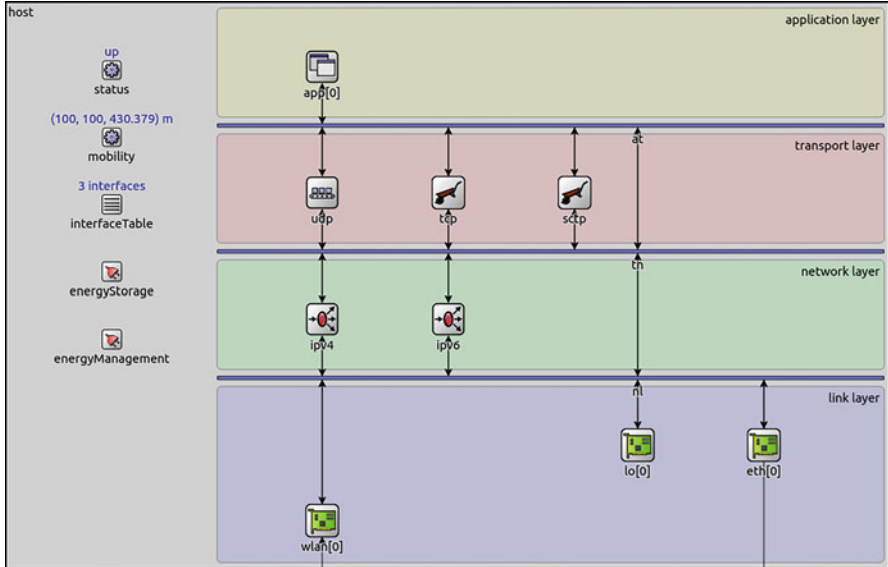 host
up
status
(100, 100, 430.379) m
mobility
3 interfaces
interfaceTable
energyStorage
energyManagement
application layer
app[0]
at
transport layer
udp
tcp
sctp
tn
network layer
ipv4
ipv6
nl
link layer
lo[0]
eth[0]
wlan[0]